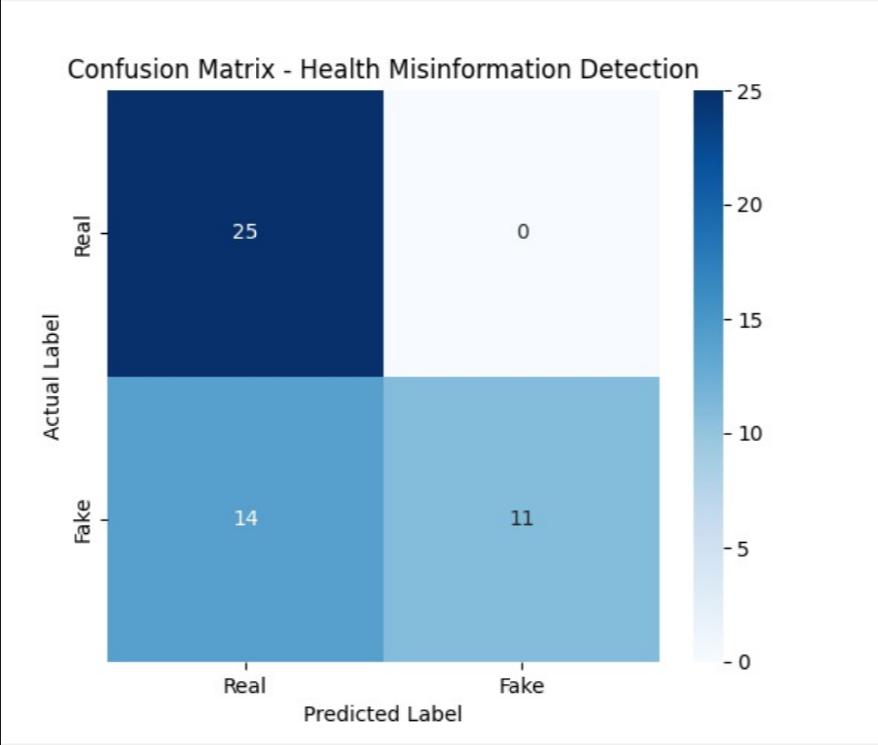 Confusion Matrix - Health Misinformation Detection
25
20
15
10
5
0
Actual Label
Real
25
0
Fake
14
11
Real
Fake
Predicted Label